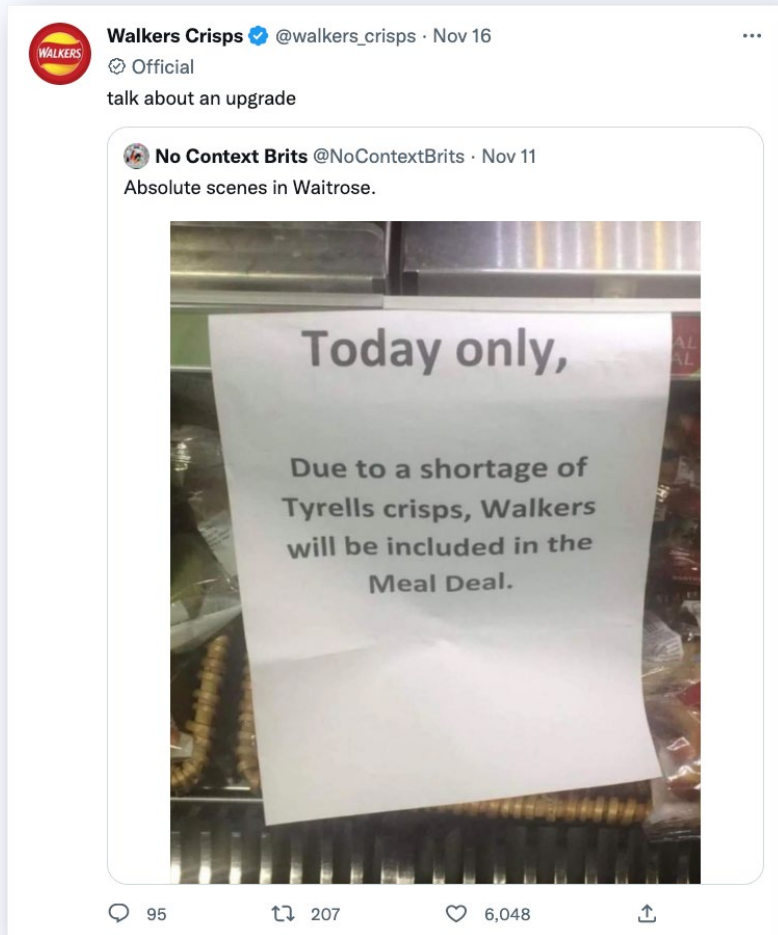 Walkers Crisps @walkers_crisps · Nov 16
WALKERS
Official
talk about an upgrade
No Context Brits @NoContextBrits · Nov 11
Absolute scenes in Waitrose.
Today only,
AL
AL
Due to a shortage of
Tyrells crisps, Walkers
will be included in the
Meal Deal.
95 207 6,048